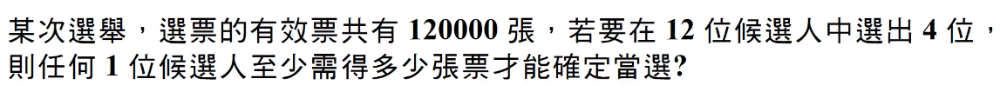 某次選舉，選票的有效票共有 120000 張，若要在 12 位候選人中選出 4 位，
則任何 1 位候選人至少需得多少張票才能確定當選?